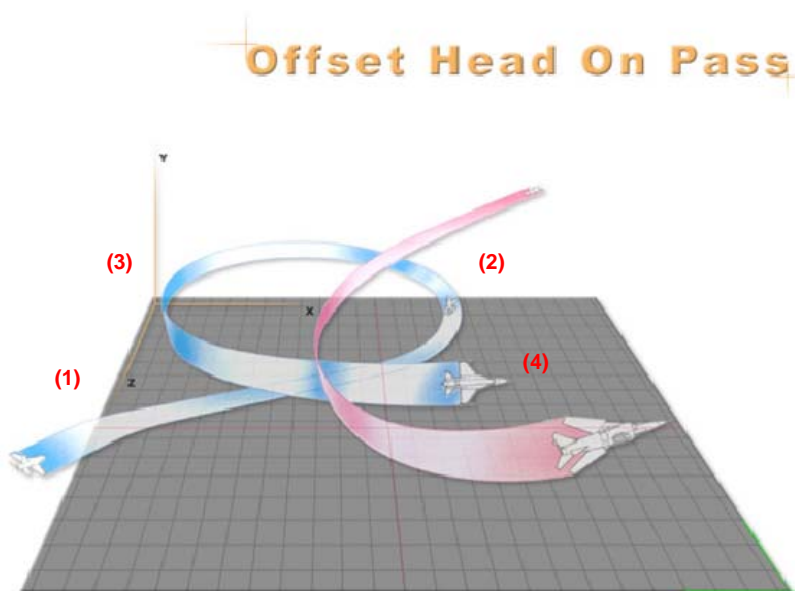 Offset Head On Pass
Y
(3)
(2)
X
(1)
Z
(4)